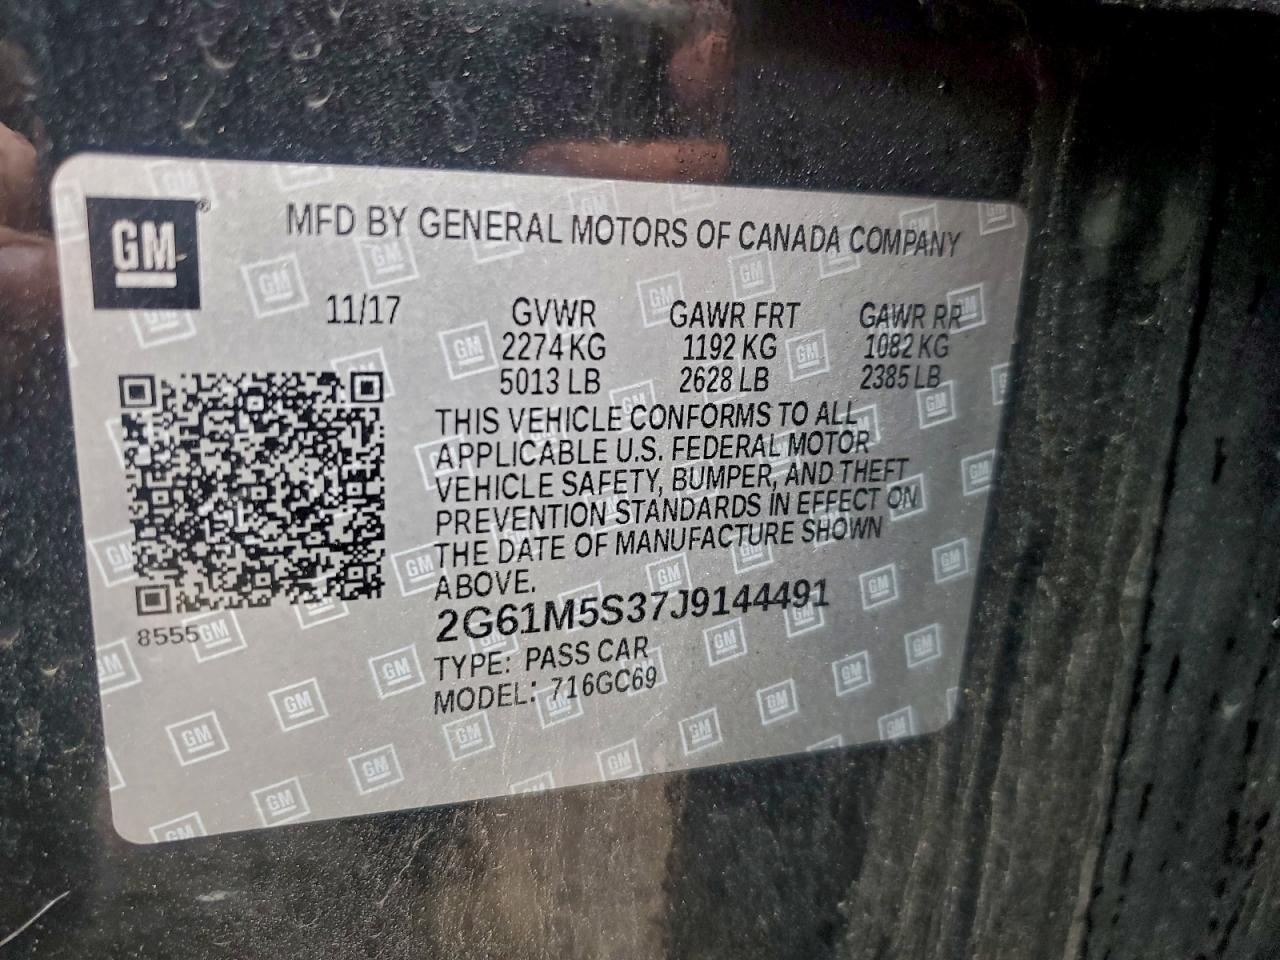 GM®
MFD BY GENERAL MOTORS OF CANADA COMPANY
11/17 GVWR GAWR FRT GAWR RR
2274 KG 1192 KG 1082 KG
5013 LB 2628 LB 2385 LB
THIS VEHICLE CONFORMS TO ALL
APPLICABLE U.S. FEDERAL MOTOR
VEHICLE SAFETY, BUMPER, AND THEFT
PREVENTION STANDARDS IN EFFECT ON
THE DATE OF MANUFACTURE SHOWN
ABOVE.
2G61M5S37J9144491
8555
TYPE: PASS CAR
MODEL: 716GC69